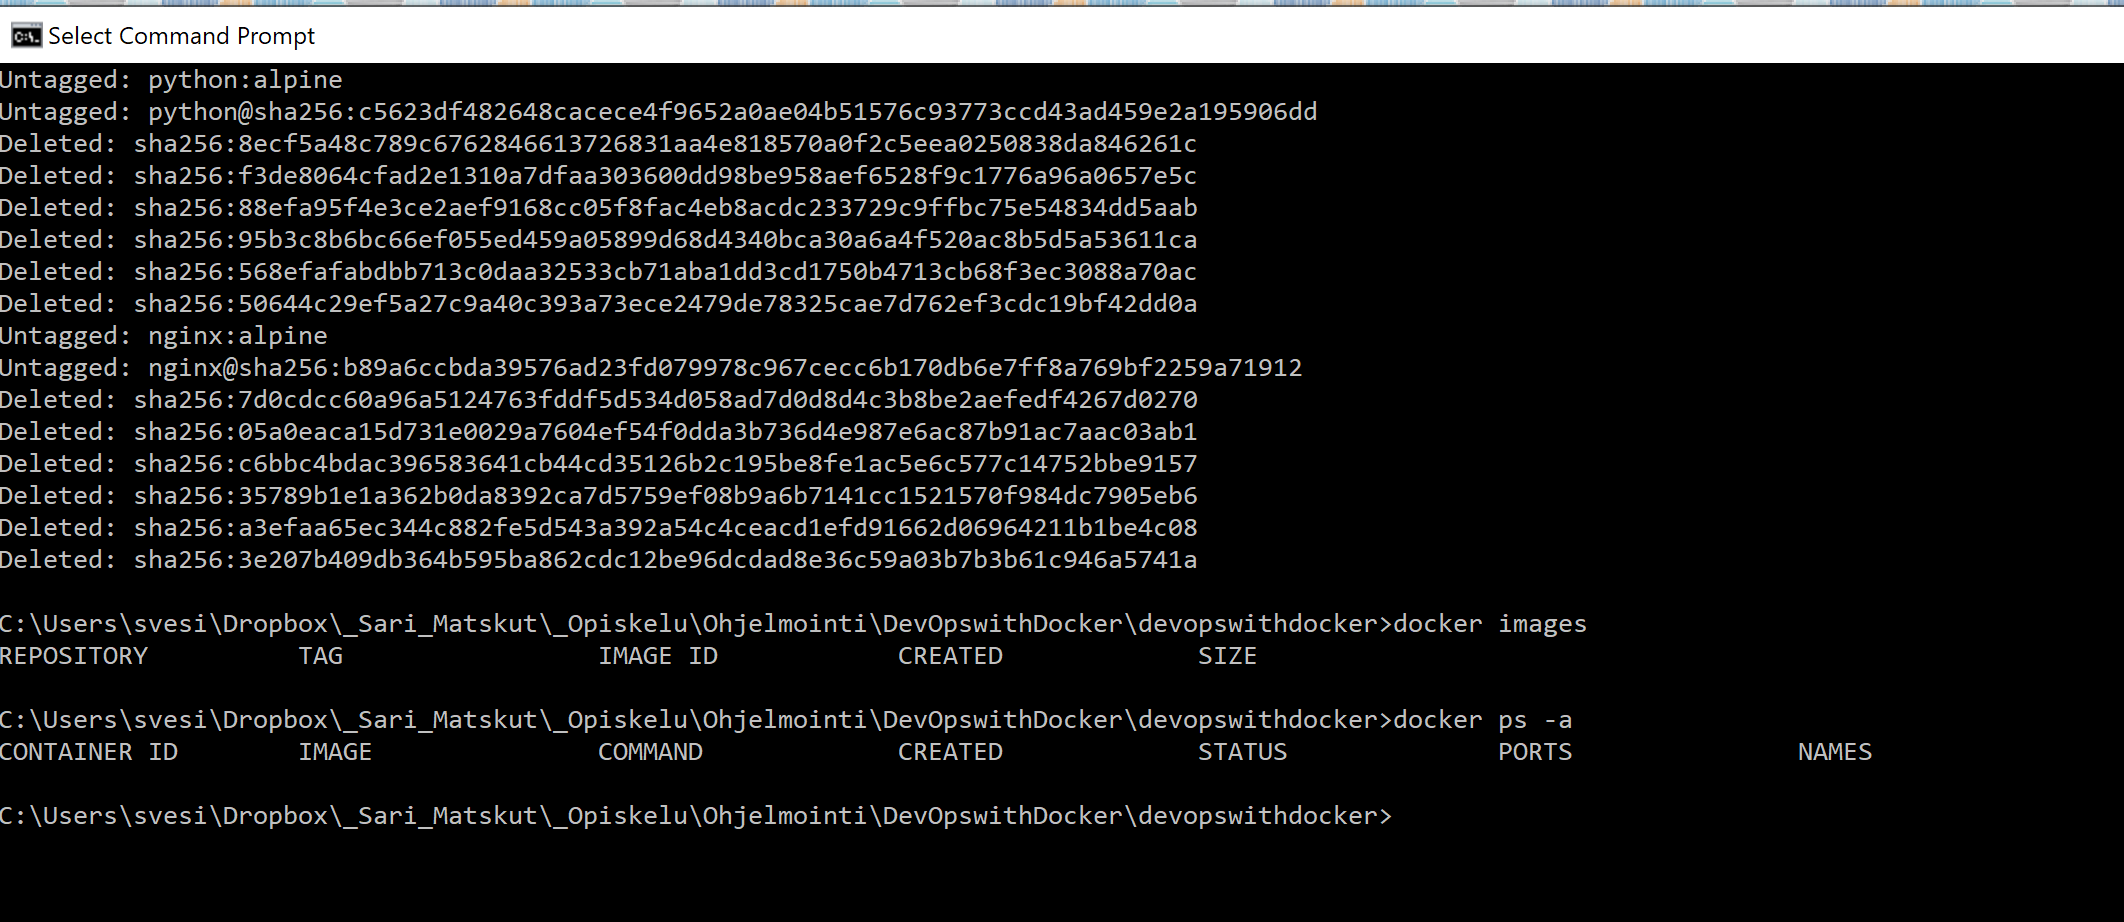 Select Command Prompt
Untagged: python:alpine
Untagged: python@sha256:c5623df482648cacece4f9652a0ae04b51576c93773ccd43ad459e2a195906dd
Deleted: sha256:8ecf5a48c789c6762846613726831aa4e818570a0f2c5eea0250838da846261c
Deleted: sha256:f3de8064cfad2e1310a7dfaa303600dd98be958aef6528f9c1776a96a0657e5c
Deleted: sha256:88efa95f4e3ce2aef9168cc05f8fac4eb8acdc233729c9ffbc75e54834dd5aab
Deleted: sha256:95b3c8b6bc66ef055ed459a05899d68d4340bca30a6a4f520ac8b5d5a53611ca
Deleted: sha256:568efafabdbb713c0daa32533cb71aba1dd3cd1750b4713cb68f3ec3088a70ac
Deleted: sha256:50644c29ef5a27c9a40c393a73ece2479de78325cae7d762ef3cdc19bf42dd0a
Untagged: nginx:alpine
Untagged: nginx@sha256:b89a6ccbda39576ad23fd079978c967cecc6b170db6e7ff8a769bf2259a71912
Deleted: sha256:7d0cdcc60a96a5124763fddf5d534d058ad7d0d8d4c3b8be2aefedf4267d0270
Deleted: sha256:05a0eaca15d731e0029a7604ef54f0dda3b736d4e987e6ac87b91ac7aac03ab1
Deleted: sha256:c6bbc4bdac396583641cb44cd35126b2c195be8fe1ac5e6c577c14752bbe9157
Deleted: sha256:35789b1e1a362b0da8392ca7d5759ef08b9a6b7141cc1521570f984dc7905eb6
Deleted: sha256:a3efaa65ec344c882fe5d543a392a54c4ceacd1efd91662d06964211b1be4c08
Deleted: sha256:3e207b409db364b595ba862cdc12be96dcdad8e36c59a03b7b3b61c946a5741a
C:\Users\svesi\Dropbox\_Sari_Matskut\_Opiskelu\Ohjelmointi\DevOpswithDocker\devopswithdocker>docker images
REPOSITORY TAG IMAGE ID CREATED SIZE
C:\Users\svesi\Dropbox\_Sari_Matskut\_Opiskelu\Ohjelmointi\DevOpswithDocker\devopswithdocker>docker ps -a
CONTAINER ID IMAGE COMMAND CREATED STATUS PORTS NAMES
C:\Users\svesi\Dropbox\_Sari_Matskut\_Opiskelu\Ohjelmointi\DevOpswithDocker\devopswithdocker>